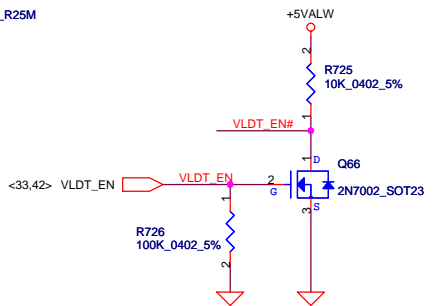 _R25M
+5VALW
2
R725
10K_0402_5%
1
VLDT_EN#
1
D
Q66
<33,42> VLDT_EN
VLDT_EN
2
G
2N7002_SOT23
S
3
1
R726
100K_0402_5%
2